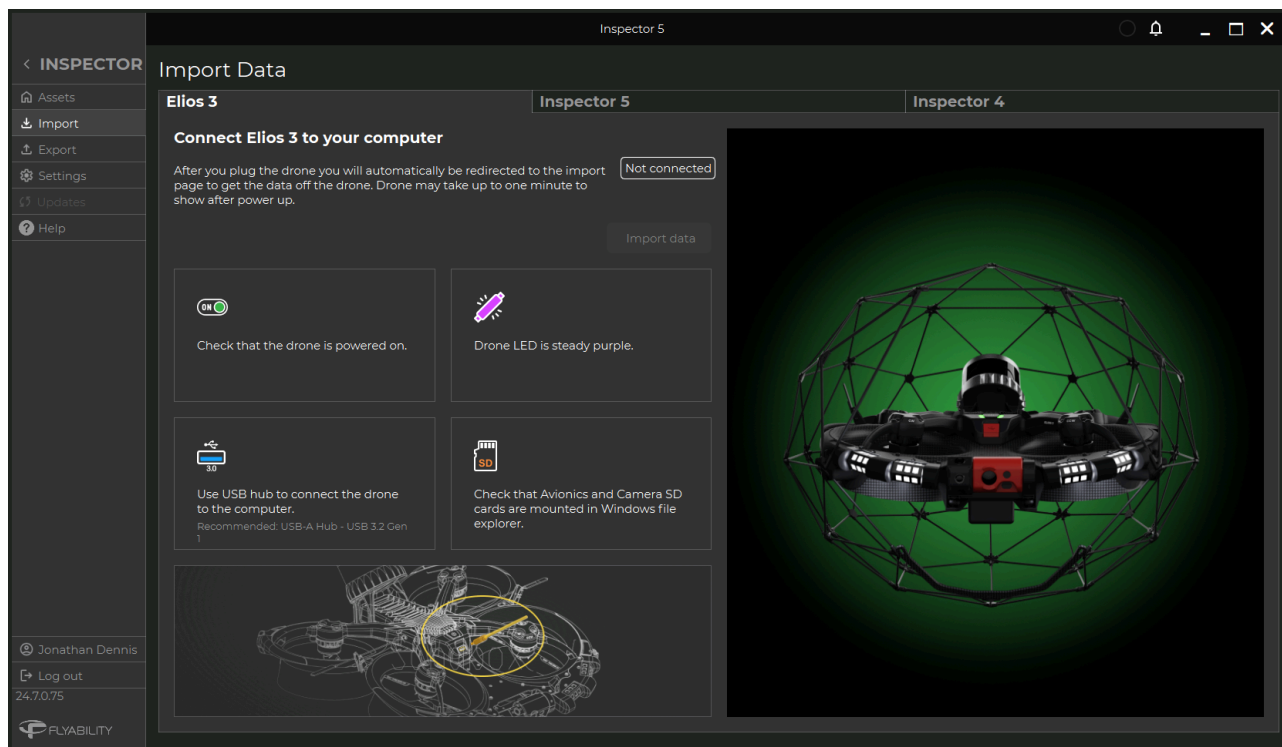 Inspector 5
< INSPECTOR
Assets
Import
Export
Settings
Updates
Help
Jonathan Dennis
Log out
24.7.0.75
FLYABILITY
Import Data
Elios 3
Inspector 5
Inspector 4
Connect Elios 3 to your computer
After you plug the drone you will automatically be redirected to the import
page to get the data off the drone. Drone may take up to one minute to
show after power up.
Not connected
Import data
ON
Check that the drone is powered on.
Drone LED is steady purple.
3.0
Use USB hub to connect the drone
to the computer.
Recommended: USB-A Hub - USB 3.2 Gen
1
SD
Check that Avionics and Camera SD
cards are mounted in Windows file
explorer.